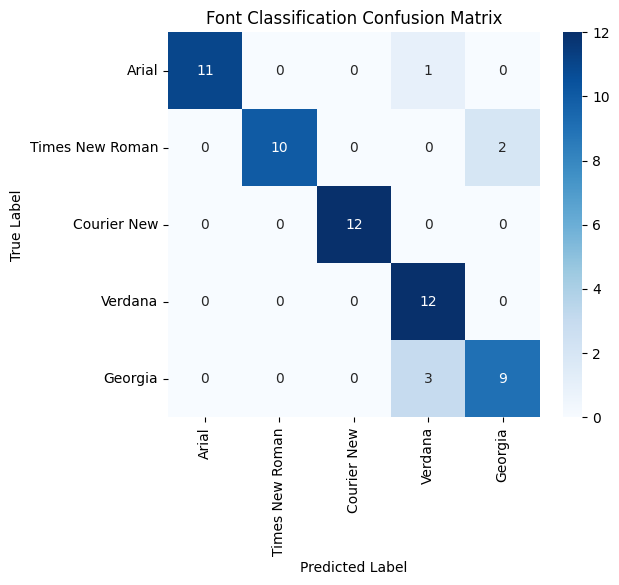 Font Classification Confusion Matrix
True Label
Arial 11 0 0 1 0
Times New Roman 0 10 0 0 2
Courier New 0 0 12 0 0
Verdana 0 0 0 12 0
Georgia 0 0 0 3 9
Arial
Times New Roman
Courier New
Verdana
Georgia
Predicted Label
12
10
8
6
4
2
0